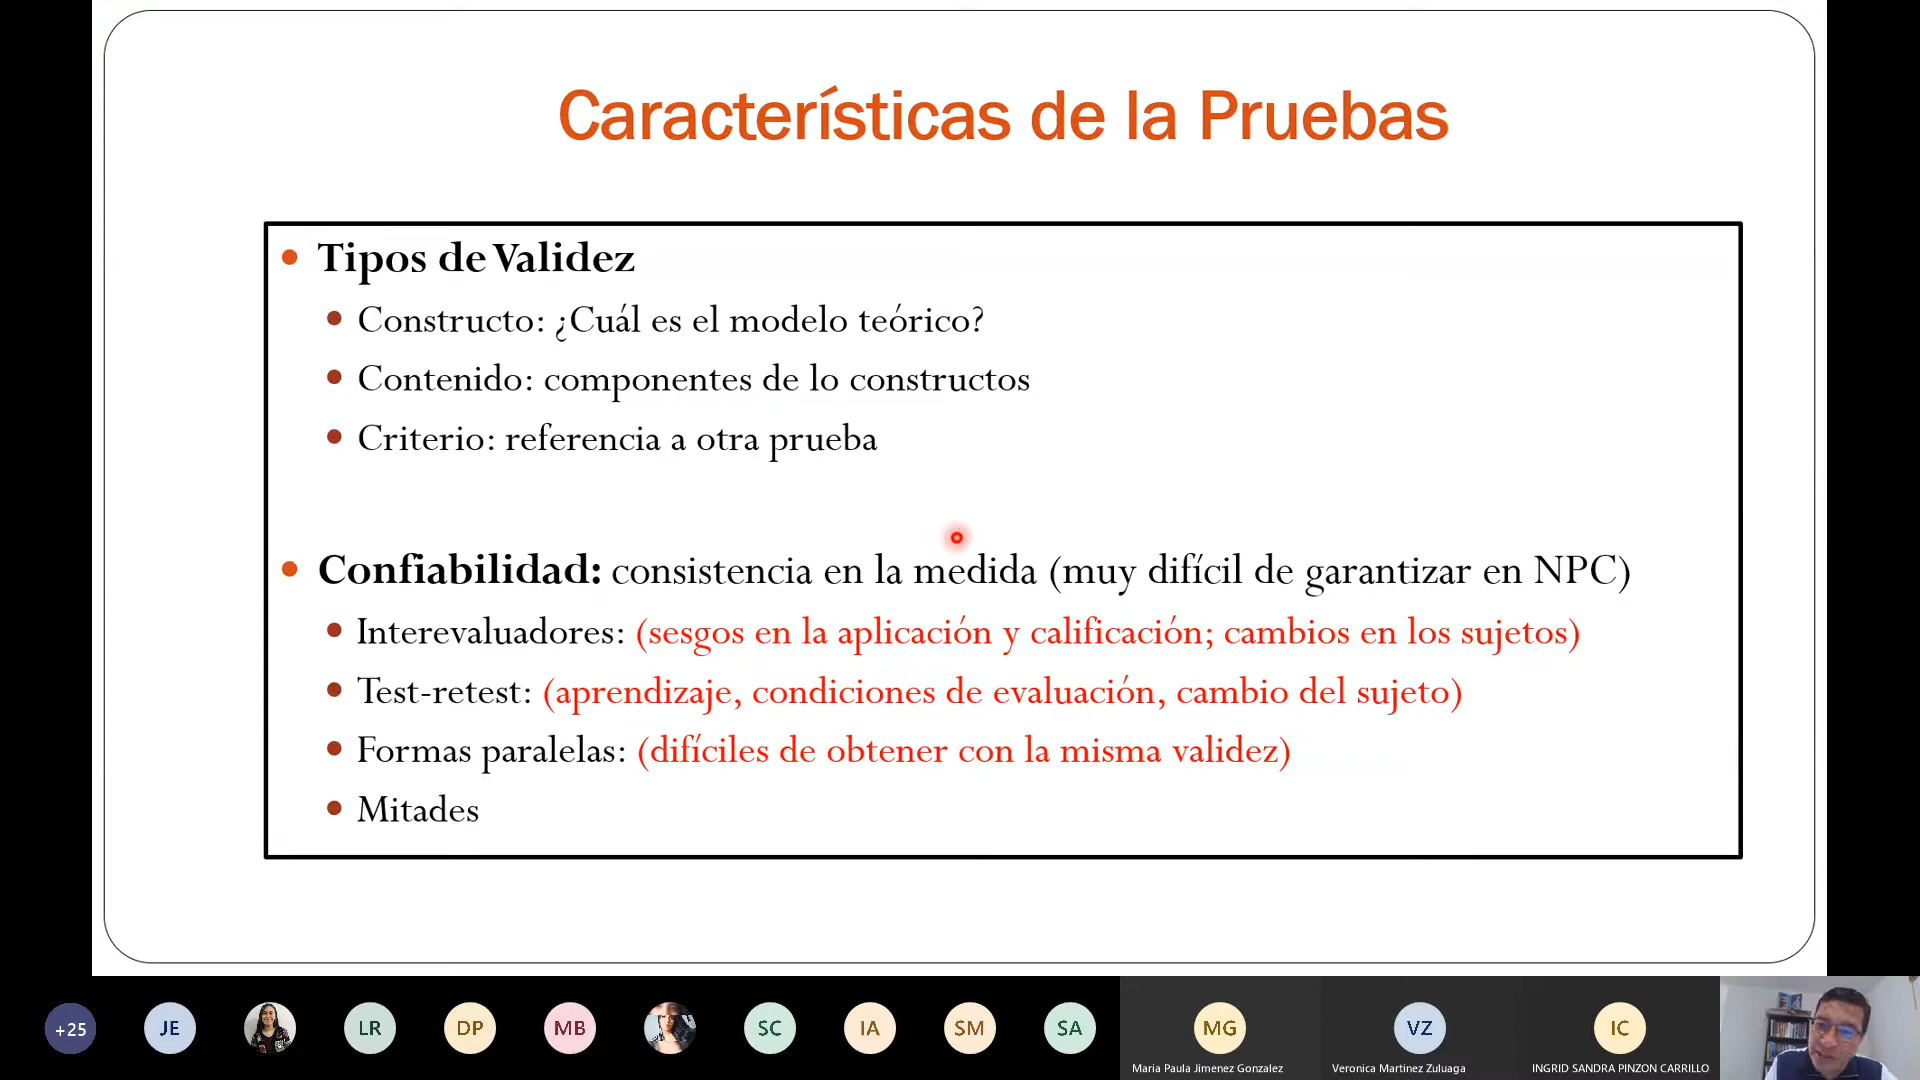 Características de la Pruebas
Tipos de Validez
Constructo: ¿Cuál es el modelo teórico?
Contenido: componentes de lo constructos
Criterio: referencia a otra prueba
Confiabilidad: consistencia en la medida (muy difícil de garantizar en NPC)
Interevaluadores: (sesgos en la aplicación y calificación; cambios en los sujetos)
Test-retest: (aprendizaje, condiciones de evaluación, cambio del sujeto)
Formas paralelas: (difíciles de obtener con la misma validez)
Mitades
+25 JE LR DP MB SC IA SM SA MG VZ IC
Maria Paula Jimenez Gonzalez Veronica Martinez Zuluaga INGRID SANDRA PINZON CARRILLO